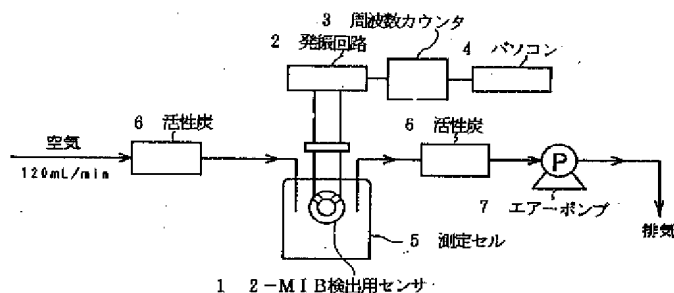 3 周波数カウンタ
2 発振回路
4 パソコン
6 活性炭
6 活性炭
空気
120mL/min
P
7 エアーポンプ
排気
5 測定セル
1 2-MIB検出用センサ